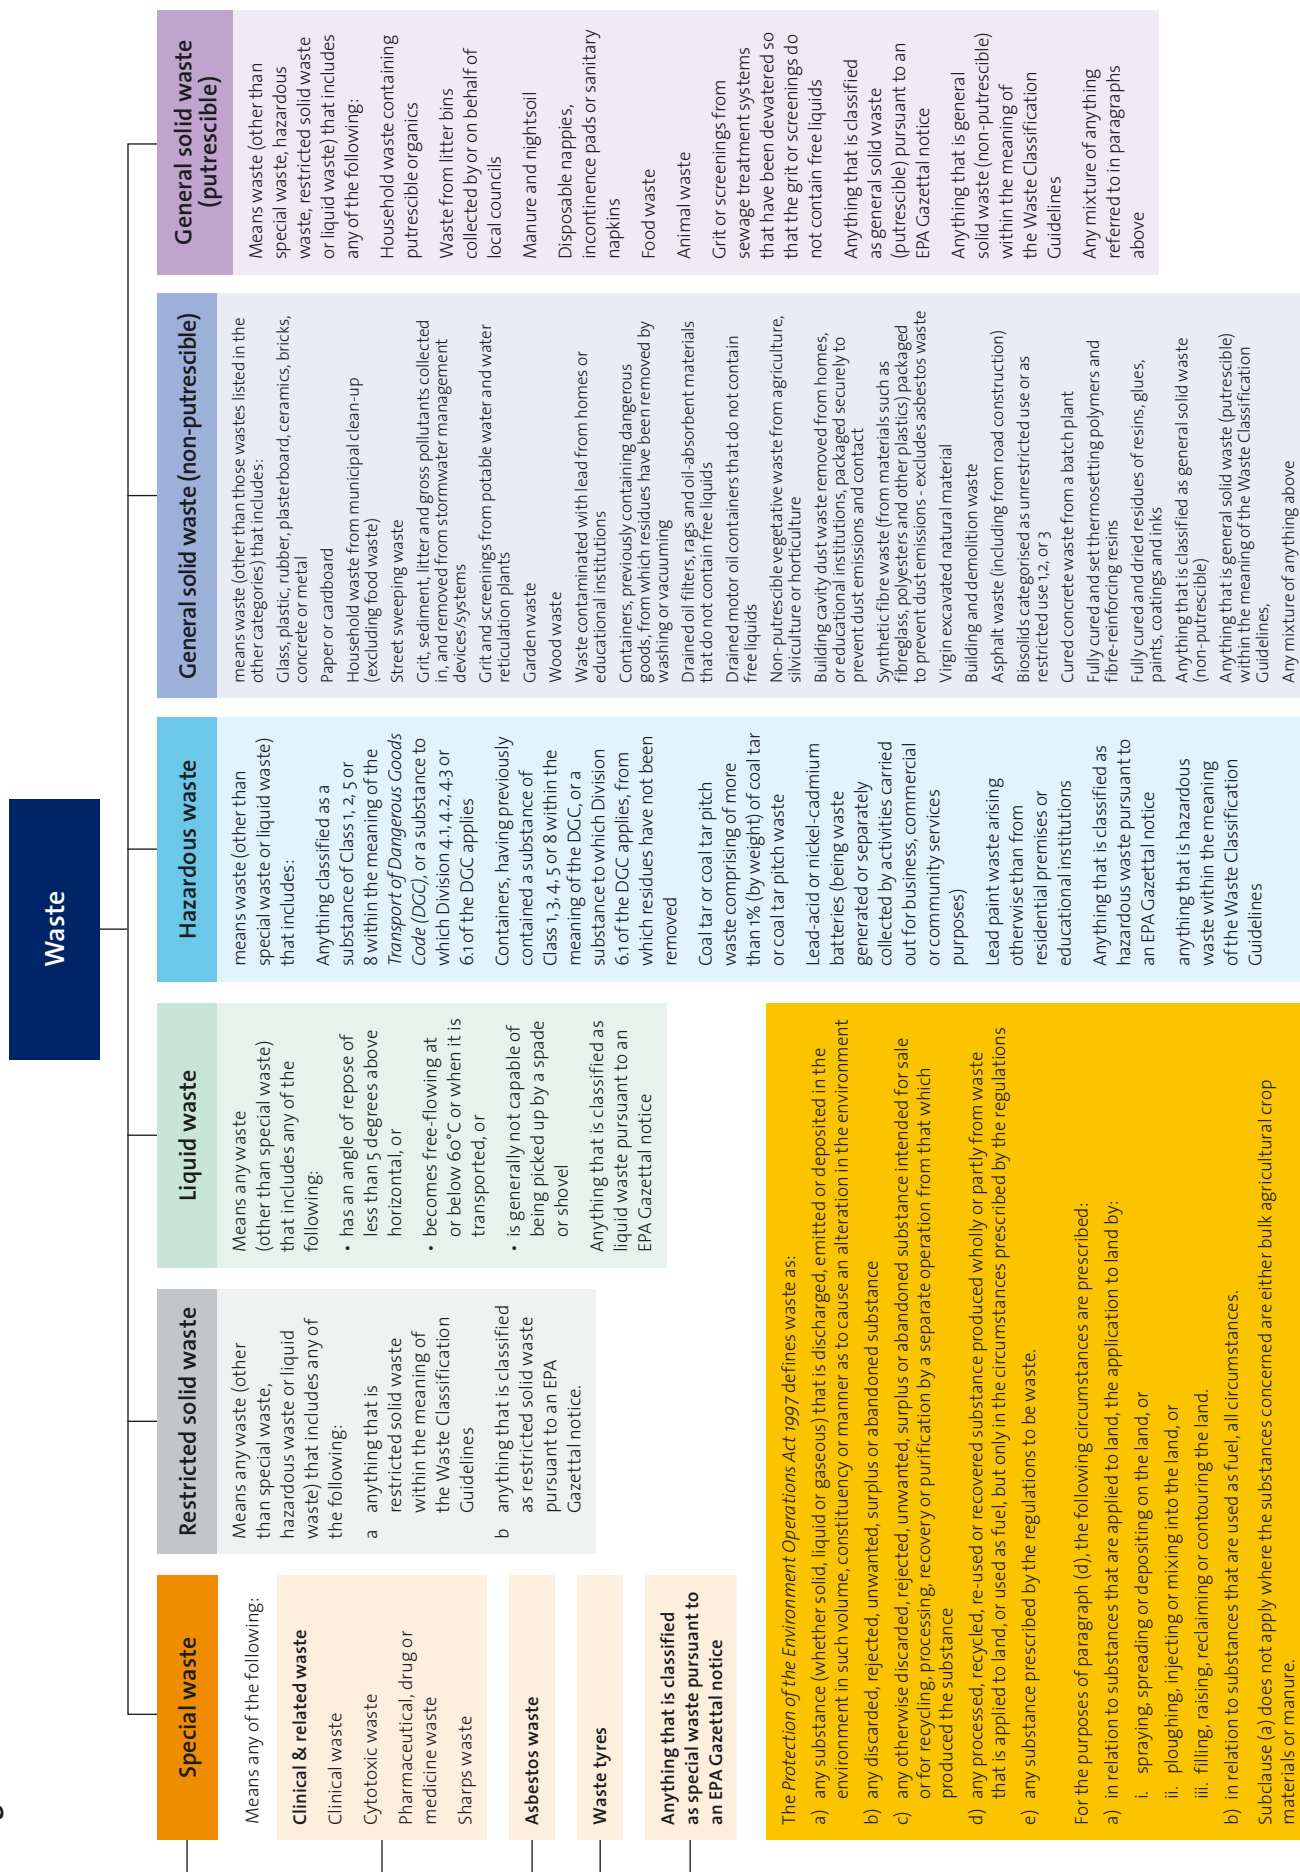 Waste
Special waste
Means any of the following:
Clinical & related waste
Clinical waste
Cytotoxic waste
Pharmaceutical, drug or
medicine waste
Sharps waste
Asbestos waste
Waste tyres
Anything that is classified
as special waste pursuant to
an EPA Gazettal notice
Restricted solid waste
Means any waste (other
than special waste,
hazardous waste or liquid
waste) that includes any of
the following:
a anything that is
restricted solid waste
within the meaning of
the Waste Classification
Guidelines
b anything that is classified
as restricted solid waste
pursuant to an EPA
Gazettal notice.
Liquid waste
Means any waste
(other than special waste)
that includes any of the
following:
• has an angle of repose of
less than 5 degrees above
horizontal, or
• becomes free-flowing at
or below 60°C or when it is
transported, or
• is generally not capable of
being picked up by a spade
or shovel
Anything that is classified as
liquid waste pursuant to an
EPA Gazettal notice
Hazardous waste
means waste (other than
special waste or liquid waste)
that includes:
Anything classified as a
substance of Class 1, 2, 5 or
8 within the meaning of the
Transport of Dangerous Goods
Code (DGC), or a substance to
which Division 4.1, 4.2, 4.3 or
6.1 of the DGC applies
Containers, having previously
contained a substance of
Class 1, 3, 4, 5 or 8 within the
meaning of the DGC, or a
substance to which Division
6.1 of the DGC applies, from
which residues have not been
removed
Coal tar or coal tar pitch
waste comprising of more
than 1% (by weight) of coal tar
or coal tar pitch waste
Lead-acid or nickel-cadmium
batteries (being waste
generated or separately
collected by activities carried
out for business, commercial
or community services
purposes)
Lead paint waste arising
otherwise than from
residential premises or
educational institutions
Anything that is classified as
hazardous waste pursuant to
an EPA Gazettal notice
anything that is hazardous
waste within the meaning
of the Waste Classification
Guidelines
General solid waste (non-putrescible)
means waste (other than those wastes listed in the
other categories) that includes:
Glass, plastic, rubber, plasterboard, ceramics, bricks,
concrete or metal
Paper or cardboard
Household waste from municipal clean-up
(excluding food waste)
Street sweeping waste
Grit, sediment, litter and gross pollutants collected
in, and removed from stormwater management
devices/systems
Grit and screenings from potable water and water
reticulation plants
Garden waste
Wood waste
Waste contaminated with lead from homes or
educational institutions
Containers, previously containing dangerous
goods, from which residues have been removed by
washing or vacuuming
Drained oil filters, rags and oil-absorbent materials
that do not contain free liquids
Drained motor oil containers that do not contain
free liquids
Non-putrescible vegetative waste from agriculture,
silviculture or horticulture
Building cavity dust waste removed from homes,
or educational institutions, packaged securely to
prevent dust emissions and contact
Synthetic fibre waste (from materials such as
fibreglass, polyesters and other plastics) packaged
to prevent dust emissions - excludes asbestos waste
Virgin excavated natural material
Building and demolition waste
Asphalt waste (including from road construction)
Biosolids categorised as unrestricted use or as
restricted use 1,2, or 3
Cured concrete waste from a batch plant
Fully cured and set thermosetting polymers and
fibre-reinforcing resins
Fully cured and dried residues of resins, glues,
paints, coatings and inks
Anything that is classified as general solid waste
(non-putrescible)
Anything that is general solid waste (putrescible)
within the meaning of the Waste Classification
Guidelines,
Any mixture of anything above
General solid waste
(putrescible)
Means waste (other than
special waste, hazardous
waste, restricted solid waste
or liquid waste) that includes
any of the following:
Household waste containing
putrescible organics
Waste from litter bins
collected by or on behalf of
local councils
Manure and nightsoil
Disposable nappies,
incontinence pads or sanitary
napkins
Food waste
Animal waste
Grit or screenings from
sewage treatment systems
that have been dewatered so
that the grit or screenings do
not contain free liquids
Anything that is classified
as general solid waste
(putrescible) pursuant to an
EPA Gazettal notice
Anything that is general
solid waste (non-putrescible)
within the meaning of
the Waste Classification
Guidelines
Any mixture of anything
referred to in paragraphs
above
The Protection of the Environment Operations Act 1997 defines waste as:
a) any substance (whether solid, liquid or gaseous) that is discharged, emitted or deposited in the
environment in such volume, constituency or manner as to cause an alteration in the environment
b) any discarded, rejected, unwanted, surplus or abandoned substance
c) any otherwise discarded, rejected, unwanted, surplus or abandoned substance intended for sale
or for recycling, processing, recovery or purification by a separate operation from that which
produced the substance
d) any processed, recycled, re-used or recovered substance produced wholly or partly from waste
that is applied to land, or used as fuel, but only in the circumstances prescribed by the regulations
e) any substance prescribed by the regulations to be waste.
For the purposes of paragraph (d), the following circumstances are prescribed:
a) in relation to substances that are applied to land, the application to land by:
i. spraying, spreading or depositing on the land, or
ii. ploughing, injecting or mixing into the land, or
iii. filling, raising, reclaiming or contouring the land.
b) in relation to substances that are used as fuel, all circumstances.
Subclause (a) does not apply where the substances concerned are either bulk agricultural crop
materials or manure.